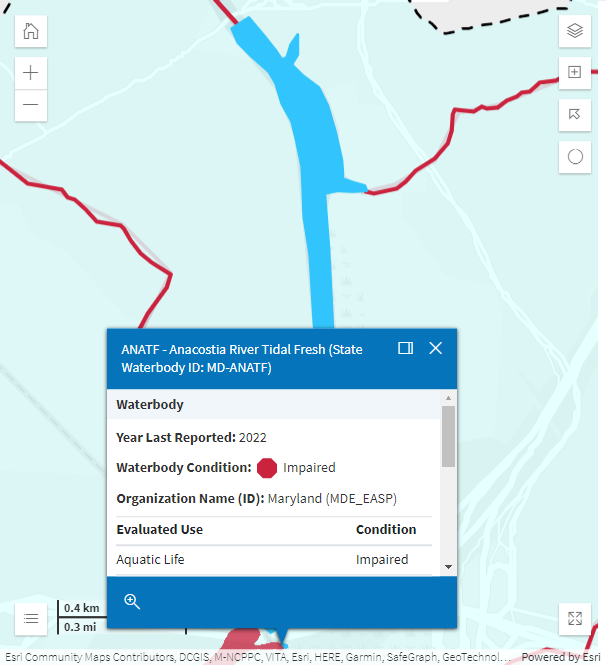 ANATF - Anacostia River Tidal Fresh (State
Waterbody ID: MD-ANATF)
Waterbody
Year Last Reported: 2022
Waterbody Condition: Impaired
Organization Name (ID): Maryland (MDE_EASP)
Evaluated Use Condition
Aquatic Life Impaired
0.4 km
0.3 mi
Esri Community Maps Contributors, DCGIS, M-NCPPC, VITA, Esri, HERE, Garmin, SafeGraph, GeoTechnol... Powered by Esri